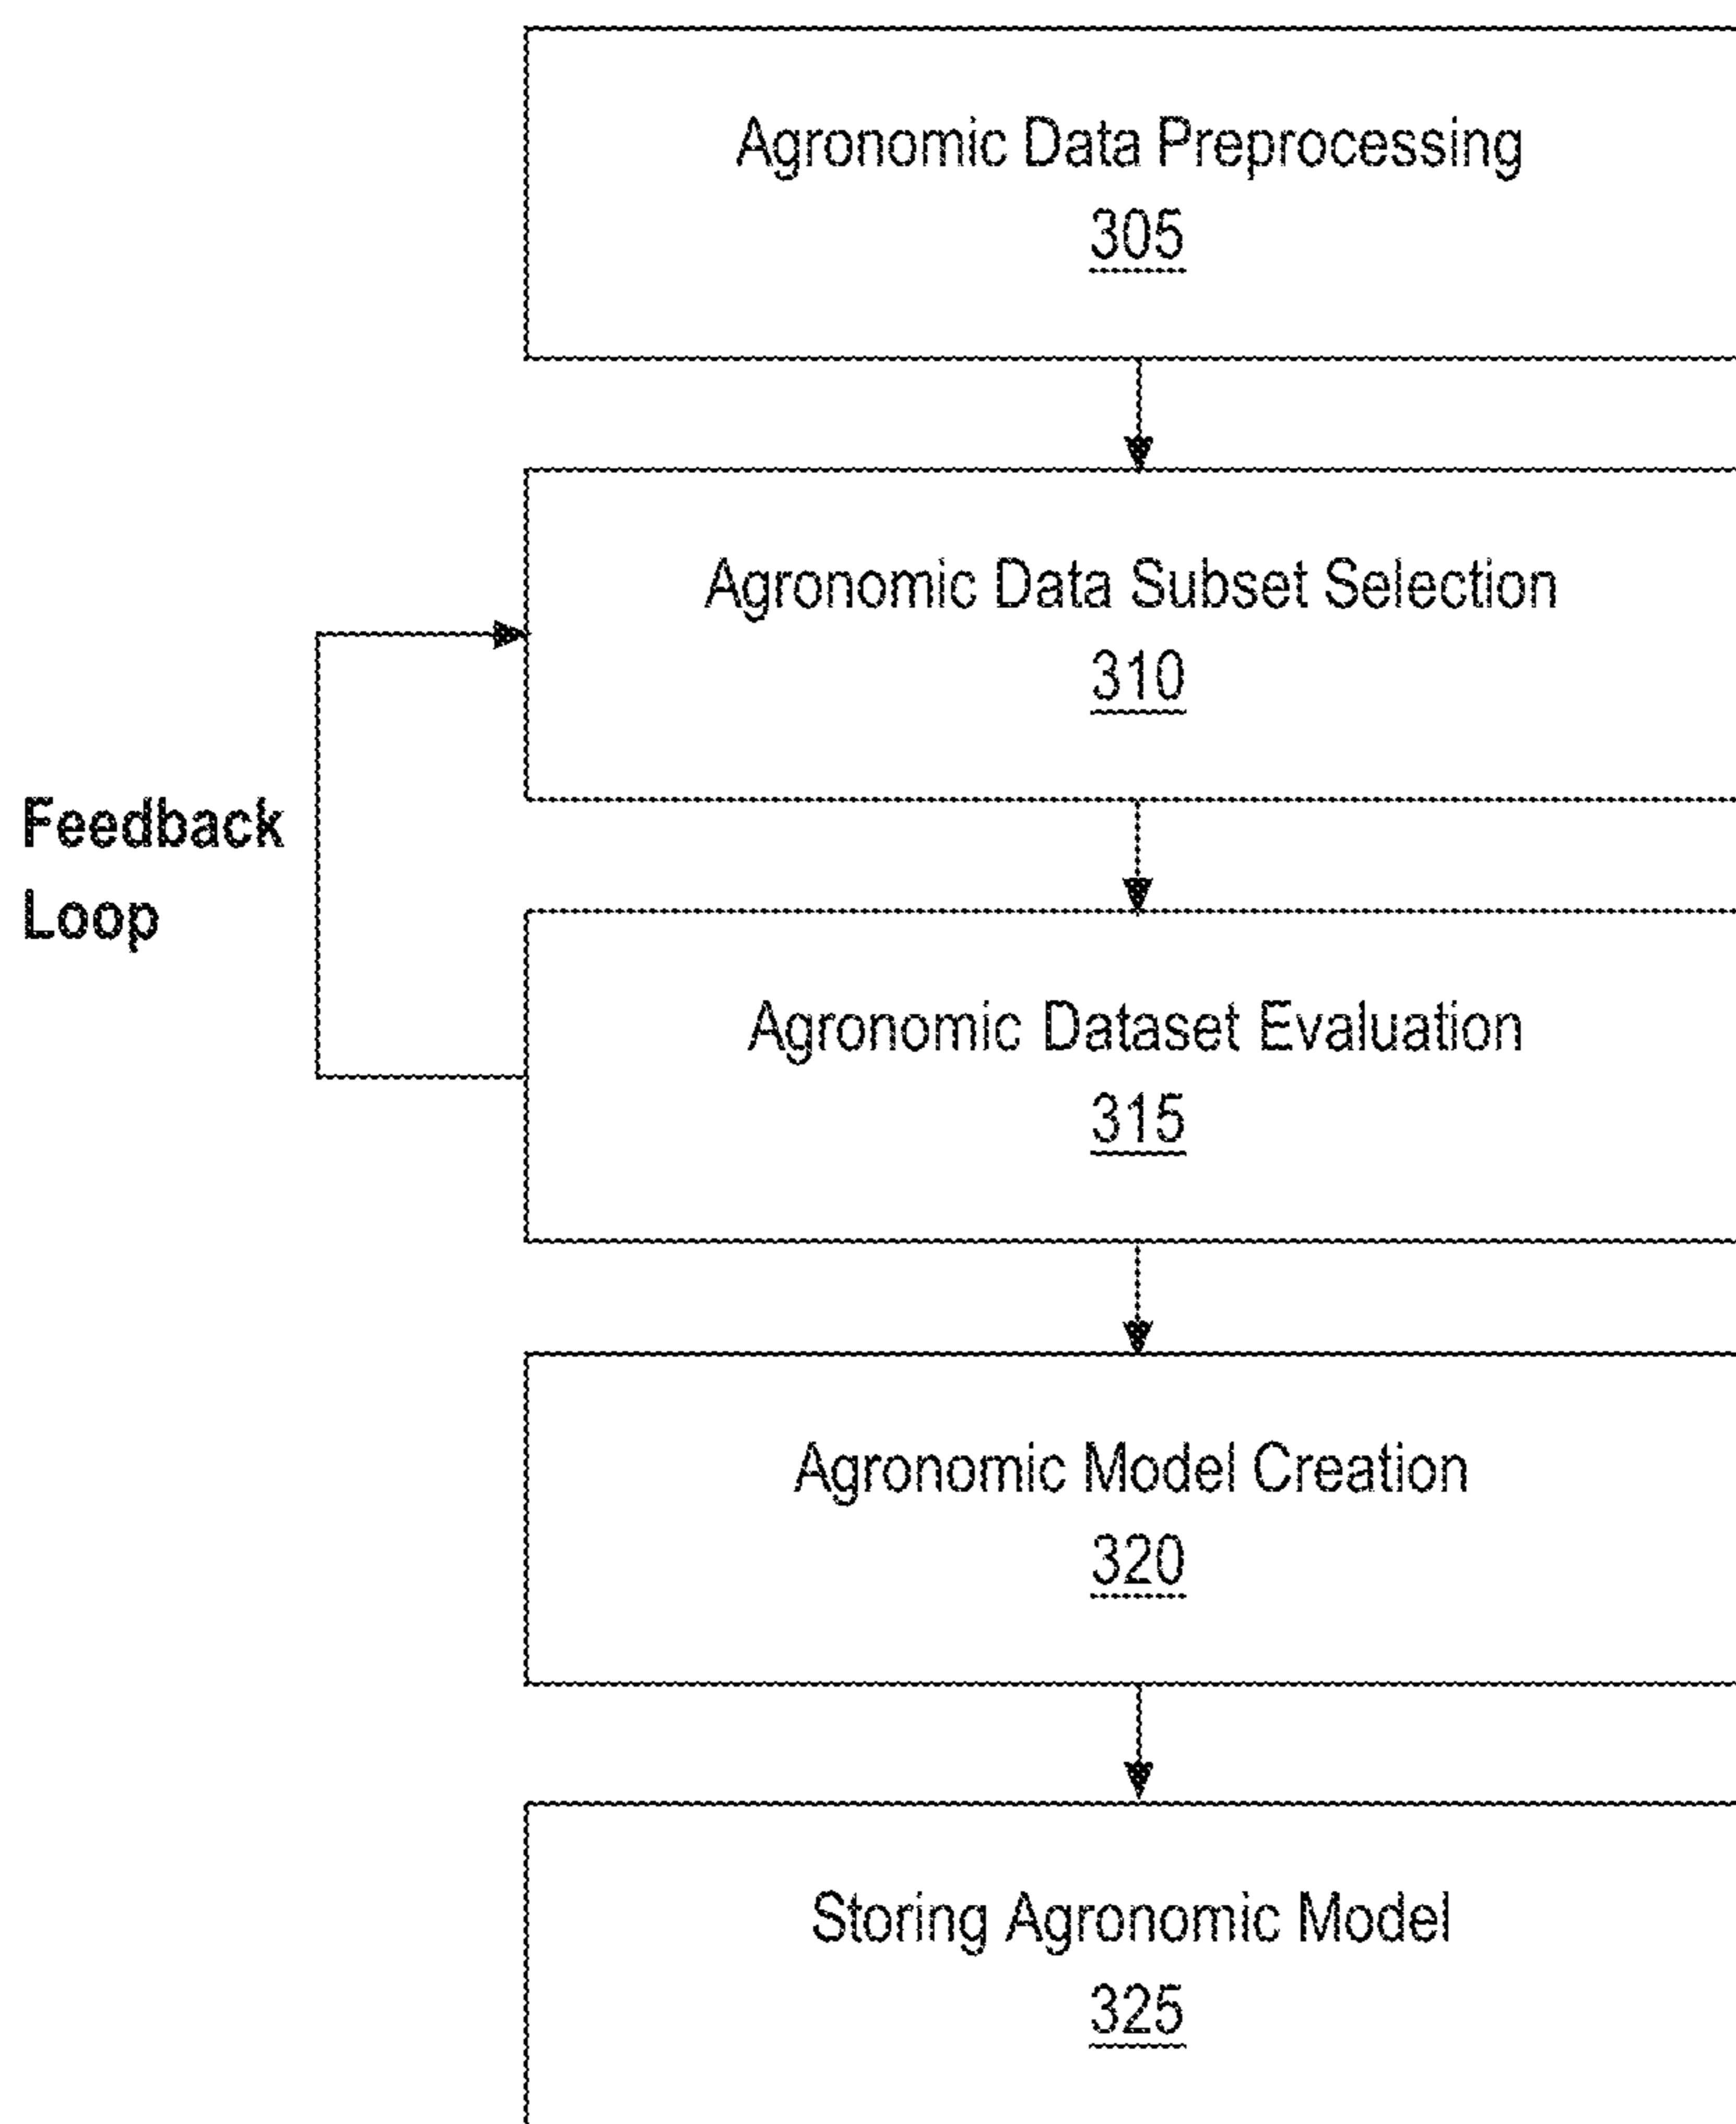 Agronomic Data Preprocessing
305
Agronomic Data Subset Selection
310
Feedback
Loop
Agronomic Dataset Evaluation
315
Agronomic Model Creation
320
Storing Agronomic Model
325